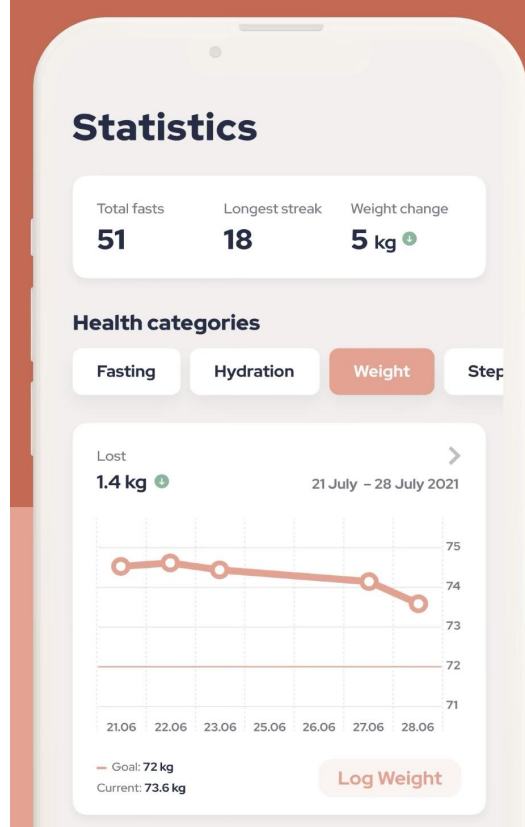 Statistics
Total fasts Longest streak Weight change
51 18 5 kg
Health categories
Fasting Hydration Weight Step
Lost
1.4 kg 21 July – 28 July 2021
75
74
73
72
71
21.06 22.06 23.06 25.06 26.06 27.06 28.06
Goal: 72 kg
Current: 73.6 kg
Log Weight